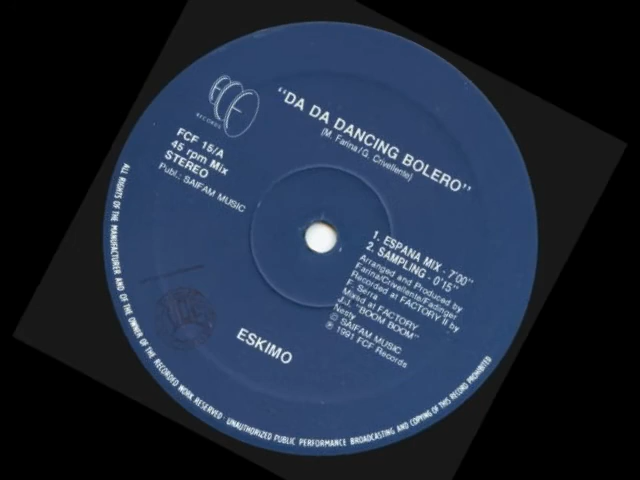 FCF
RECORDS
"DA DA DANCING BOLERO"
(M. Farina/G. Crivellente)
FCF 15/A
45 rpm Mix
STEREO
Publ.: SAIFAM MUSIC
1. ESPANA MIX - 7'00"
2. SAMPLING - 0'15"
Arranged and Produced by
Farina/Crivellente/Fadinger
Recorded at FACTORY II by
F. Serra
Mixed at FACTORY
J.J. "BOOM BOOM"
Nesty
© SAIFAM MUSIC
℗ 1991 FCF Records
ESKIMO
ALL RIGHTS OF THE MANUFACTURER AND OF THE OWNER OF THE RECORDED WORK RESERVED · UNAUTHORIZED PUBLIC PERFORMANCE BROADCASTING AND COPYING OF THIS RECORD PROHIBITED